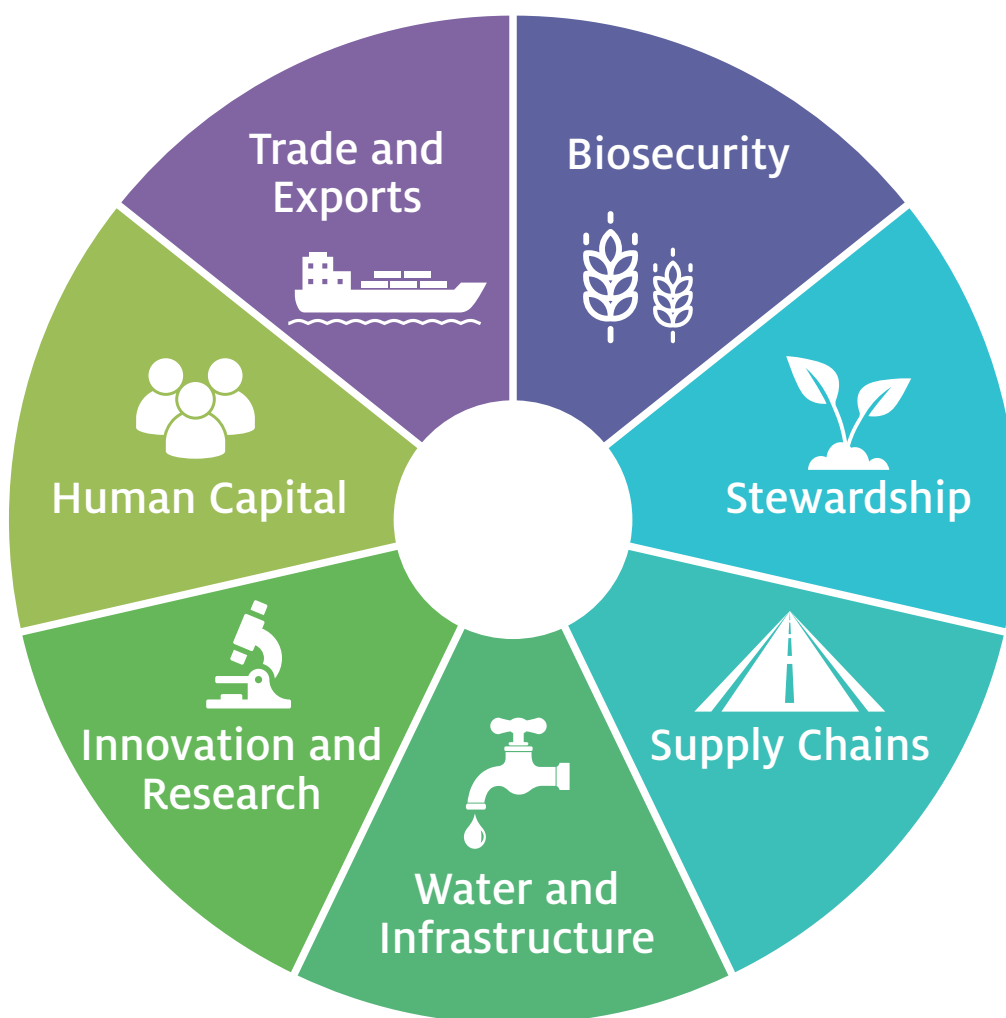 Trade and
Exports
Biosecurity
Human Capital
Stewardship
Innovation and
Research
Supply Chains
Water and
Infrastructure